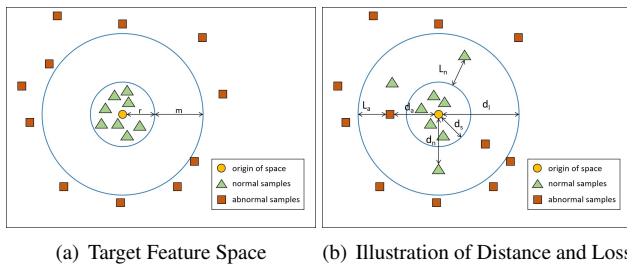 r
m
origin of space
normal samples
abnormal samples
(a) Target Feature Space
Lₙ
Lₐ
dₐ
dₗ
dₛ
dₙ
origin of space
normal samples
abnormal samples
(b) Illustration of Distance and Loss